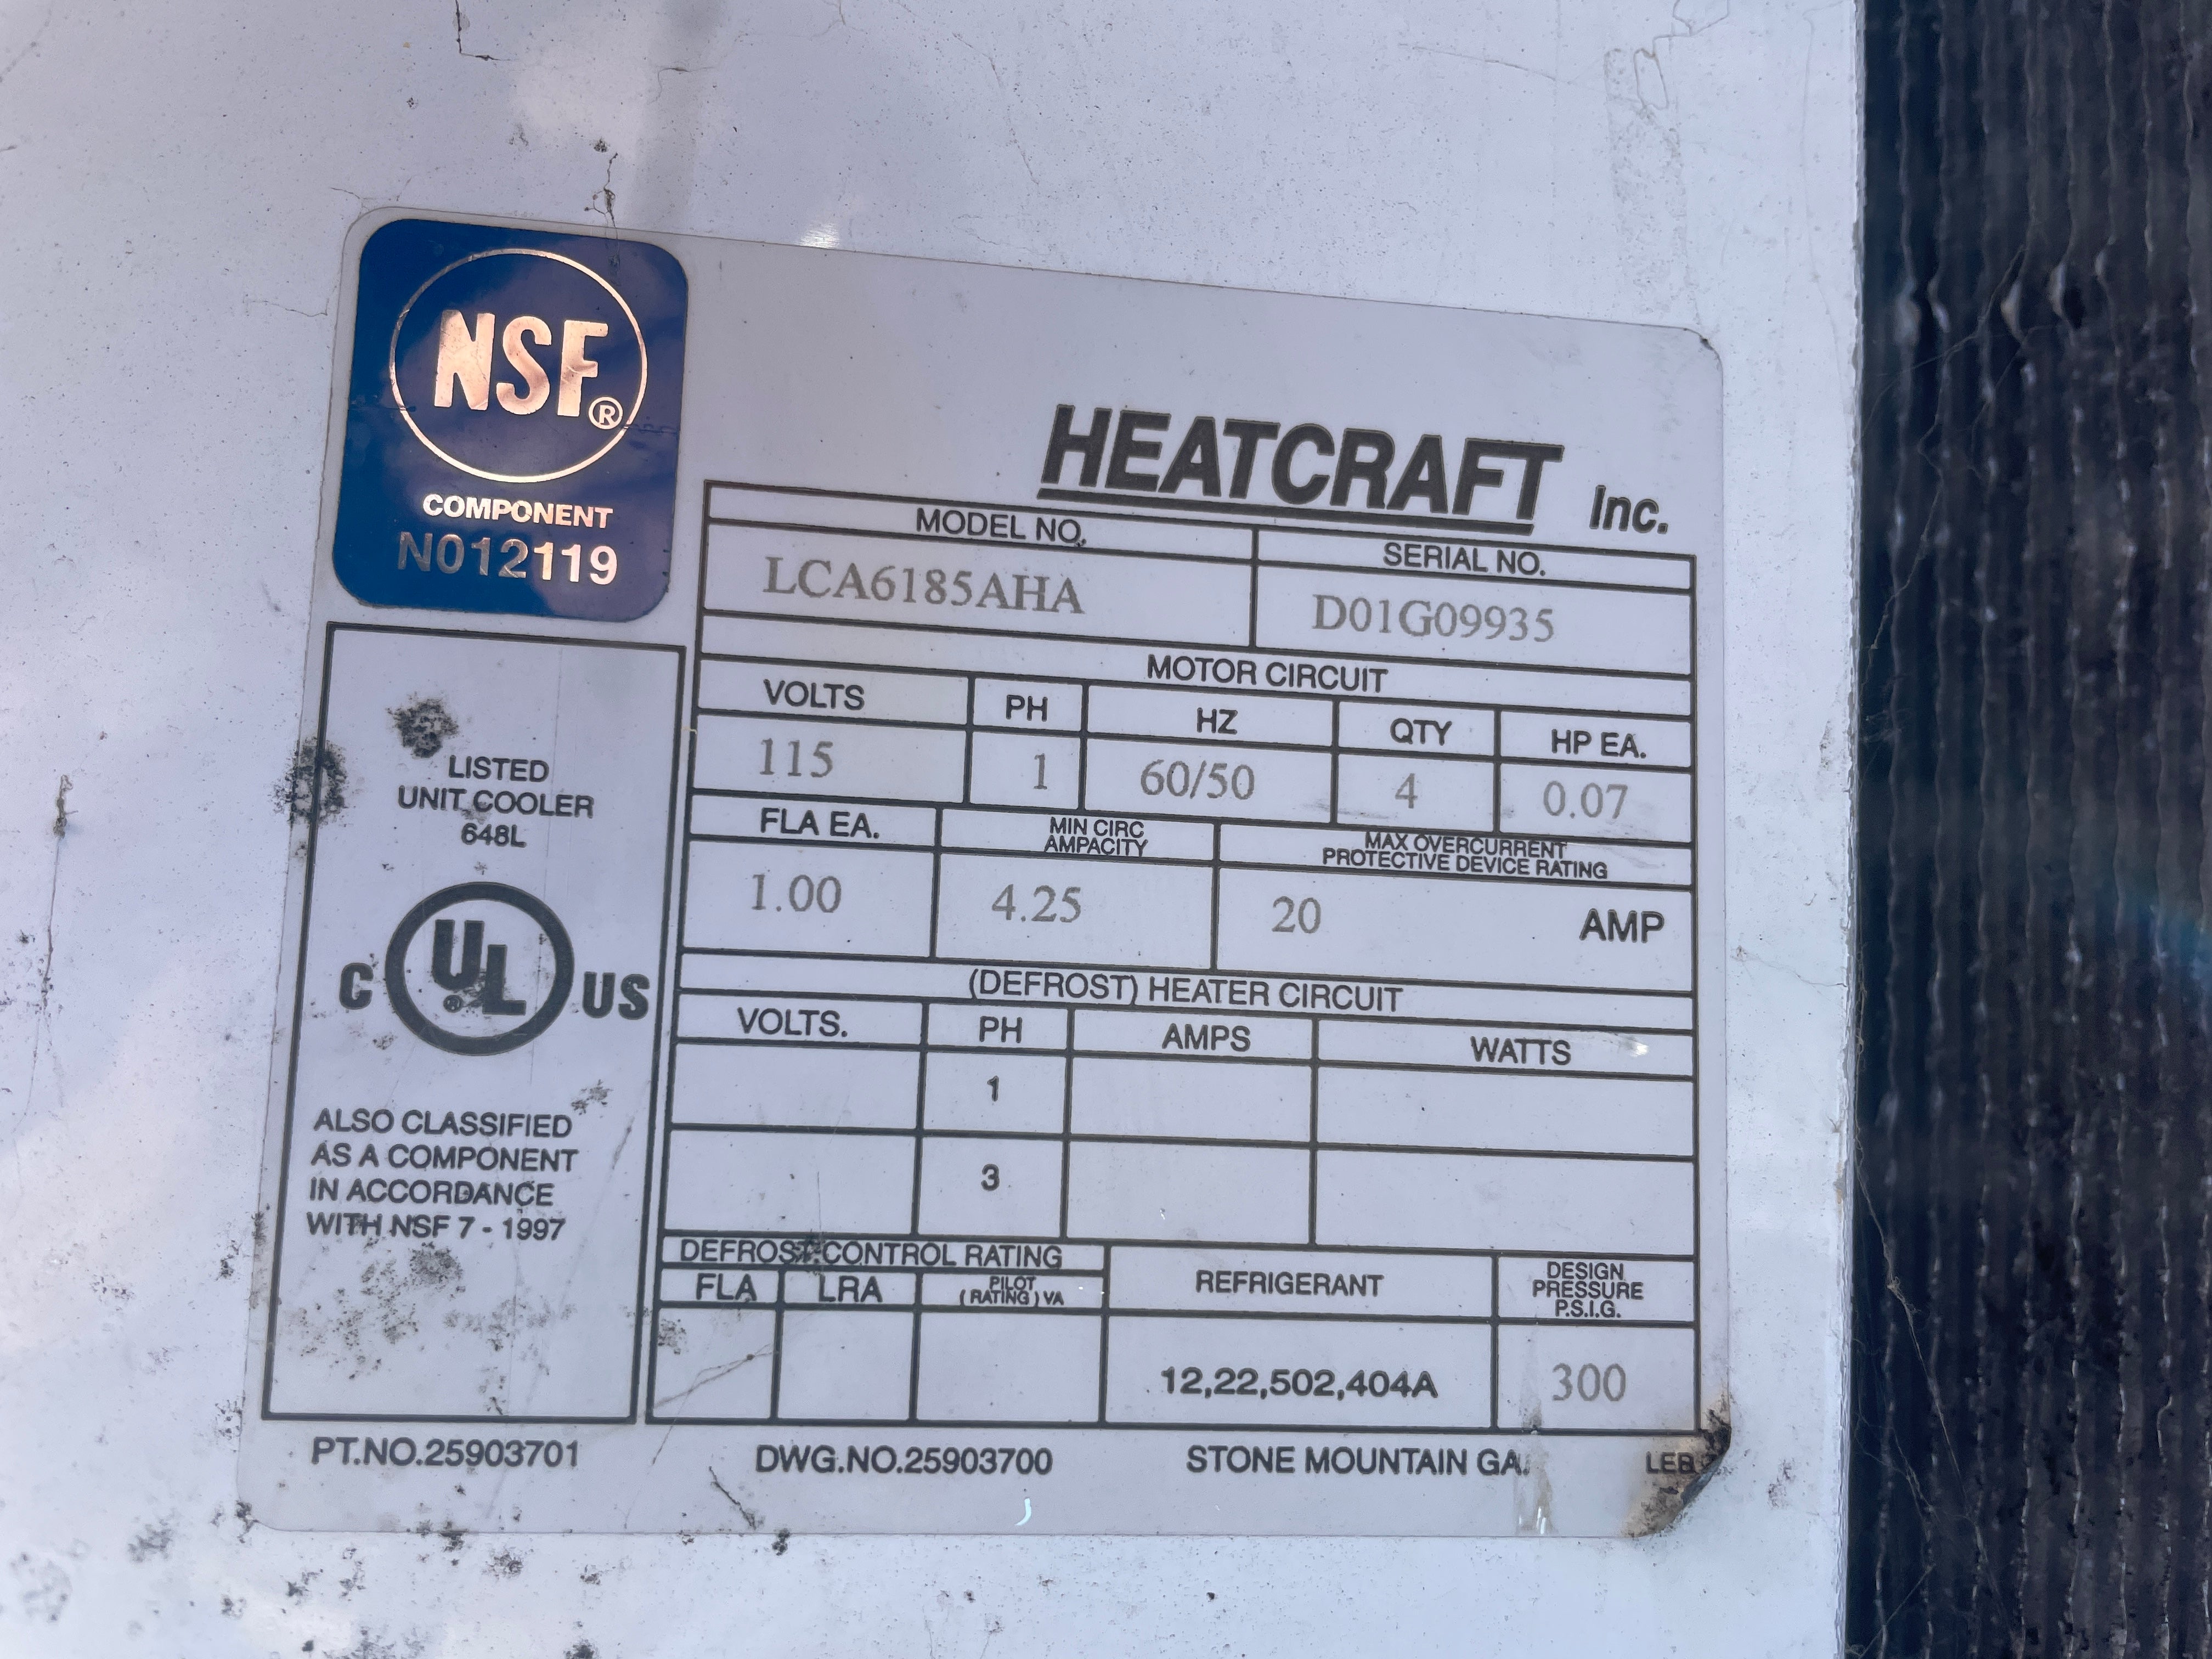 NSF®
COMPONENT
N012119
HEATCRAFT Inc.
MODEL NO.
SERIAL NO.
LCA6185AHA
D01G09935
MOTOR CIRCUIT
VOLTS PH HZ QTY HP EA.
115 1 60/50 4 0.07
FLA EA.
MIN CIRC
AMPACITY
MAX OVERCURRENT
PROTECTIVE DEVICE RATING
1.00 4.25 20 AMP
(DEFROST) HEATER CIRCUIT
VOLTS. PH AMPS WATTS
1
3
DEFROST CONTROL RATING
FLA LRA
PILOT
(RATING) VA
REFRIGERANT
DESIGN
PRESSURE
P.S.I.G.
12,22,502,404A
300
LISTED
UNIT COOLER
648L
C UL® US
ALSO CLASSIFIED
AS A COMPONENT
IN ACCORDANCE
WITH NSF 7 - 1997
PT.NO.25903701 DWG.NO.25903700 STONE MOUNTAIN GA.